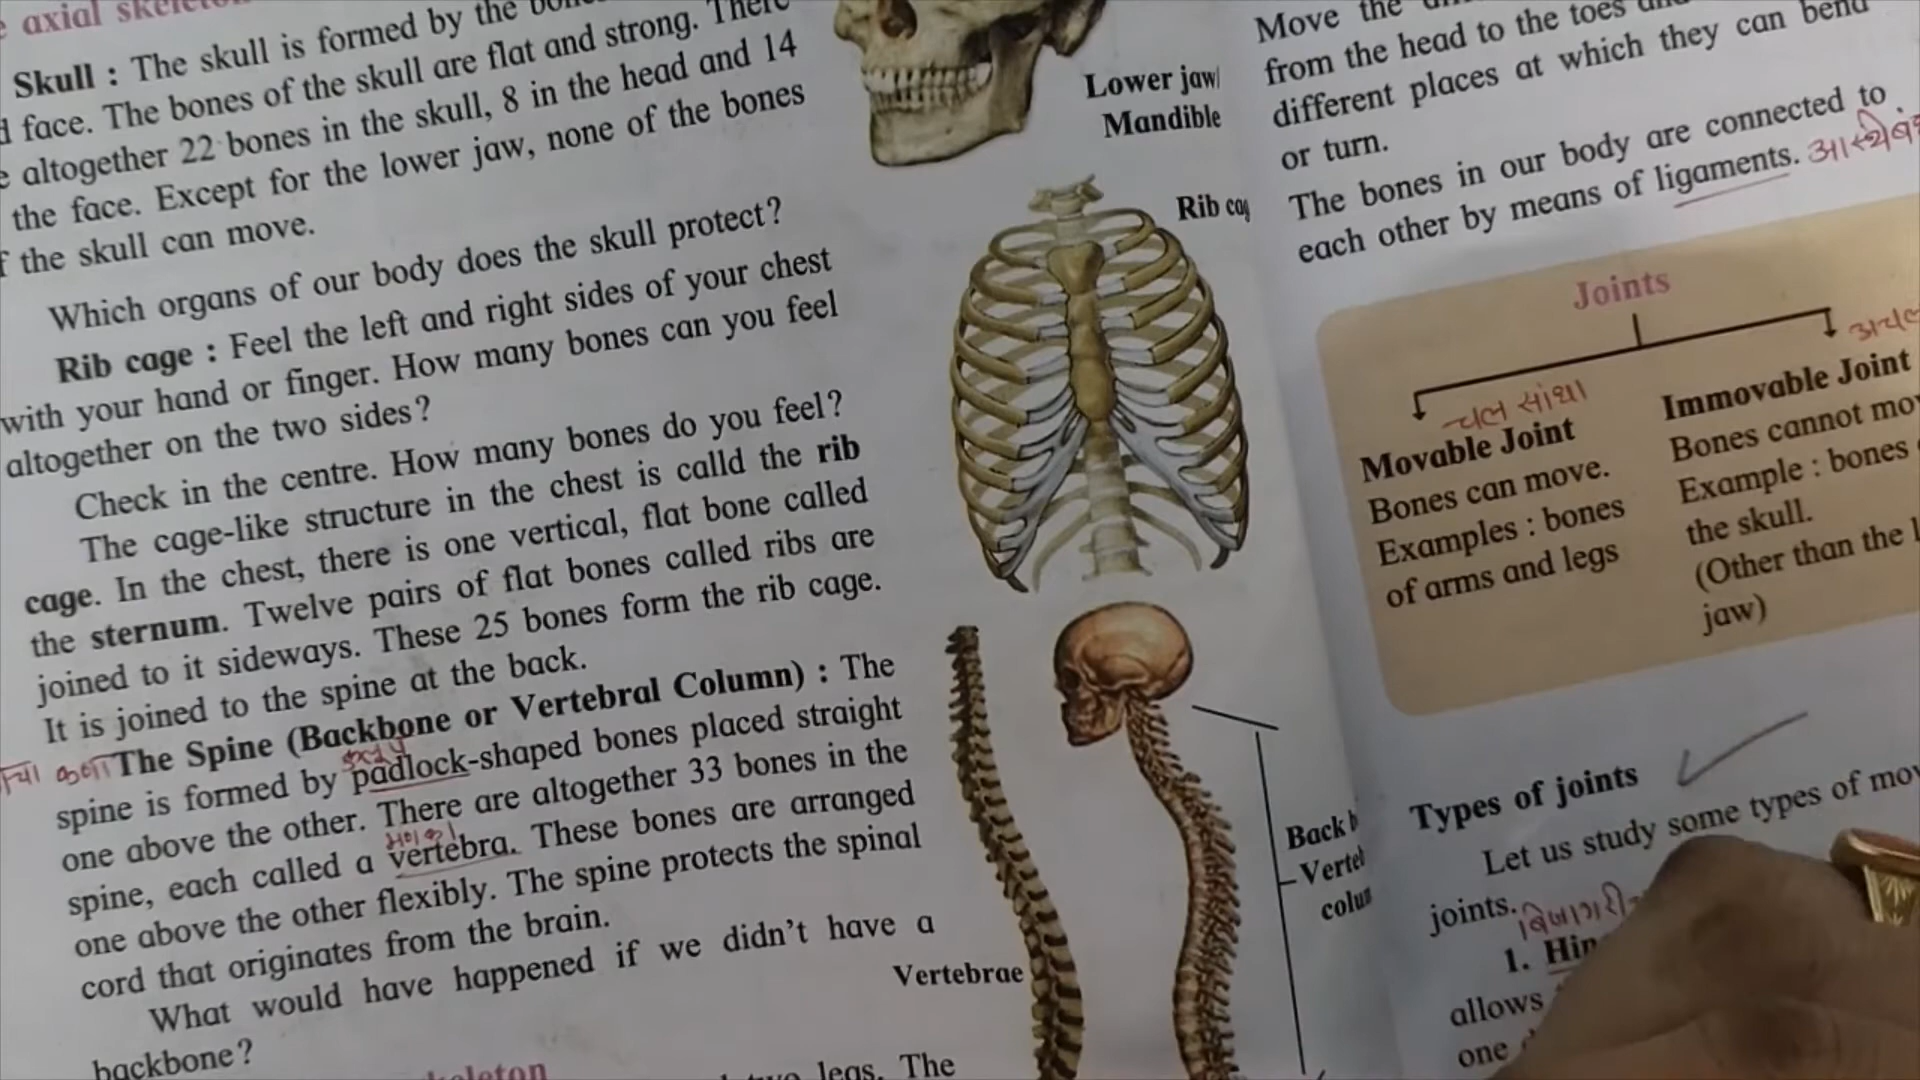 axial
Skull : The skull is formed by the
face. The bones of the skull are flat and strong. There
altogether 22 bones in the skull, 8 in the head and 14
the face. Except for the lower jaw, none of the bones
the skull can move.
Which organs of our body does the skull protect?
Rib cage : Feel the left and right sides of your chest
with your hand or finger. How many bones can you feel
altogether on the two sides?
Check in the centre. How many bones do you feel?
The cage-like structure in the chest is calld the rib
cage. In the chest, there is one vertical, flat bone called
the sternum. Twelve pairs of flat bones called ribs are
joined to it sideways. These 25 bones form the rib cage.
It is joined to the spine at the back.
The Spine (Backbone or Vertebral Column) : The
spine is formed by padlock-shaped bones placed straight
one above the other. There are altogether 33 bones in the
मणका
spine, each called a vertebra. These bones are arranged
one above the other flexibly. The spine protects the spinal
cord that originates from the brain.
What would have happened if we didn't have a
backbone?
legs. The
Lower jaw
Mandible
Rib
Vertebrae
Back
Move the
from the head to the toes
different places at which they can bend
or turn.
The bones in our body are connected to
each other by means of ligaments.
Joints
चल सांधा
Movable Joint
Bones can move.
Examples : bones
of arms and legs
Immovable Joint
Bones cannot
Example : bones
the skull.
(Other than the
jaw)
Types of joints
Let us study some types of
joints.
1.
allows
one